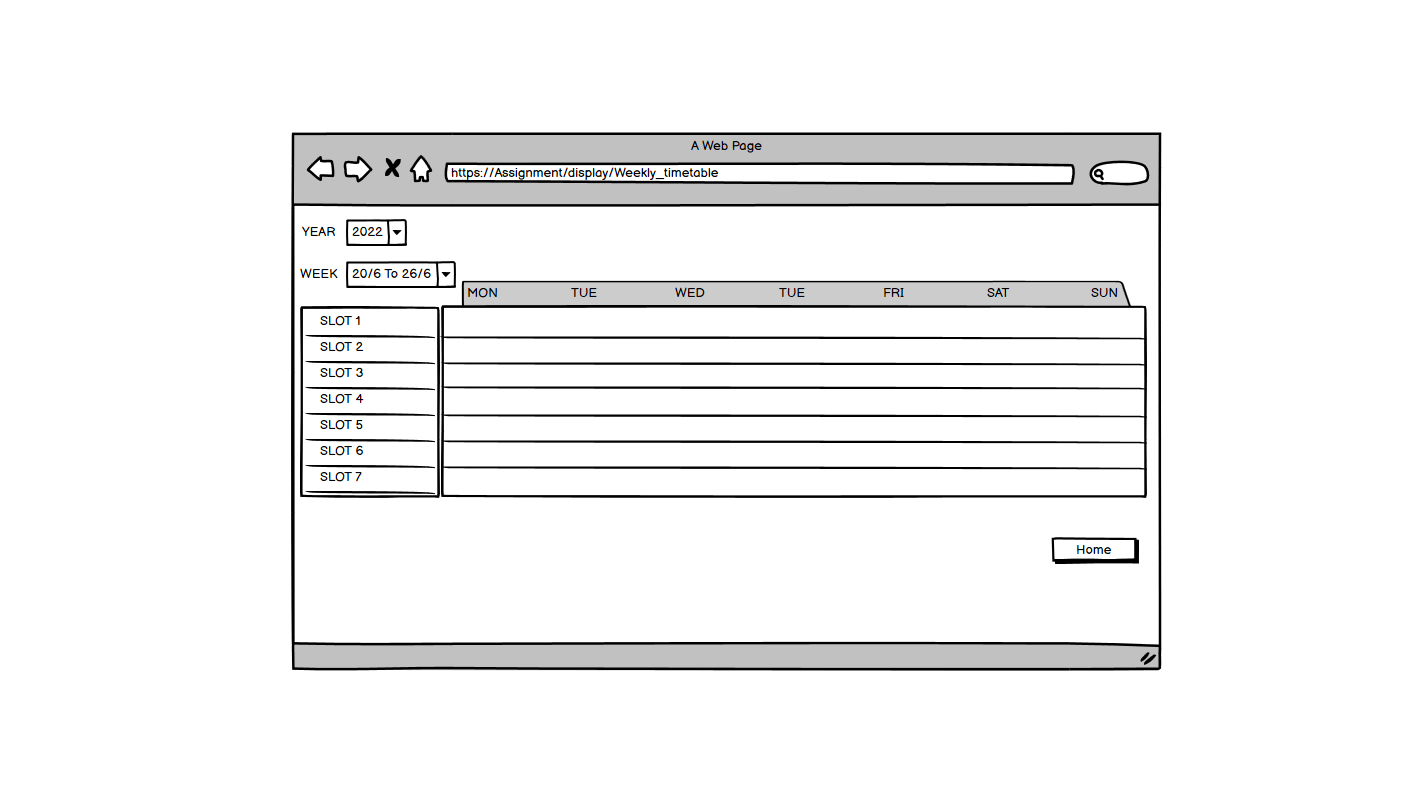 A Web Page
https://Assignment/display/Weekly_timetable
YEAR 2022
WEEK 20/6 To 26/6
MON TUE WED TUE FRI SAT SUN
SLOT 1
SLOT 2
SLOT 3
SLOT 4
SLOT 5
SLOT 6
SLOT 7
Home